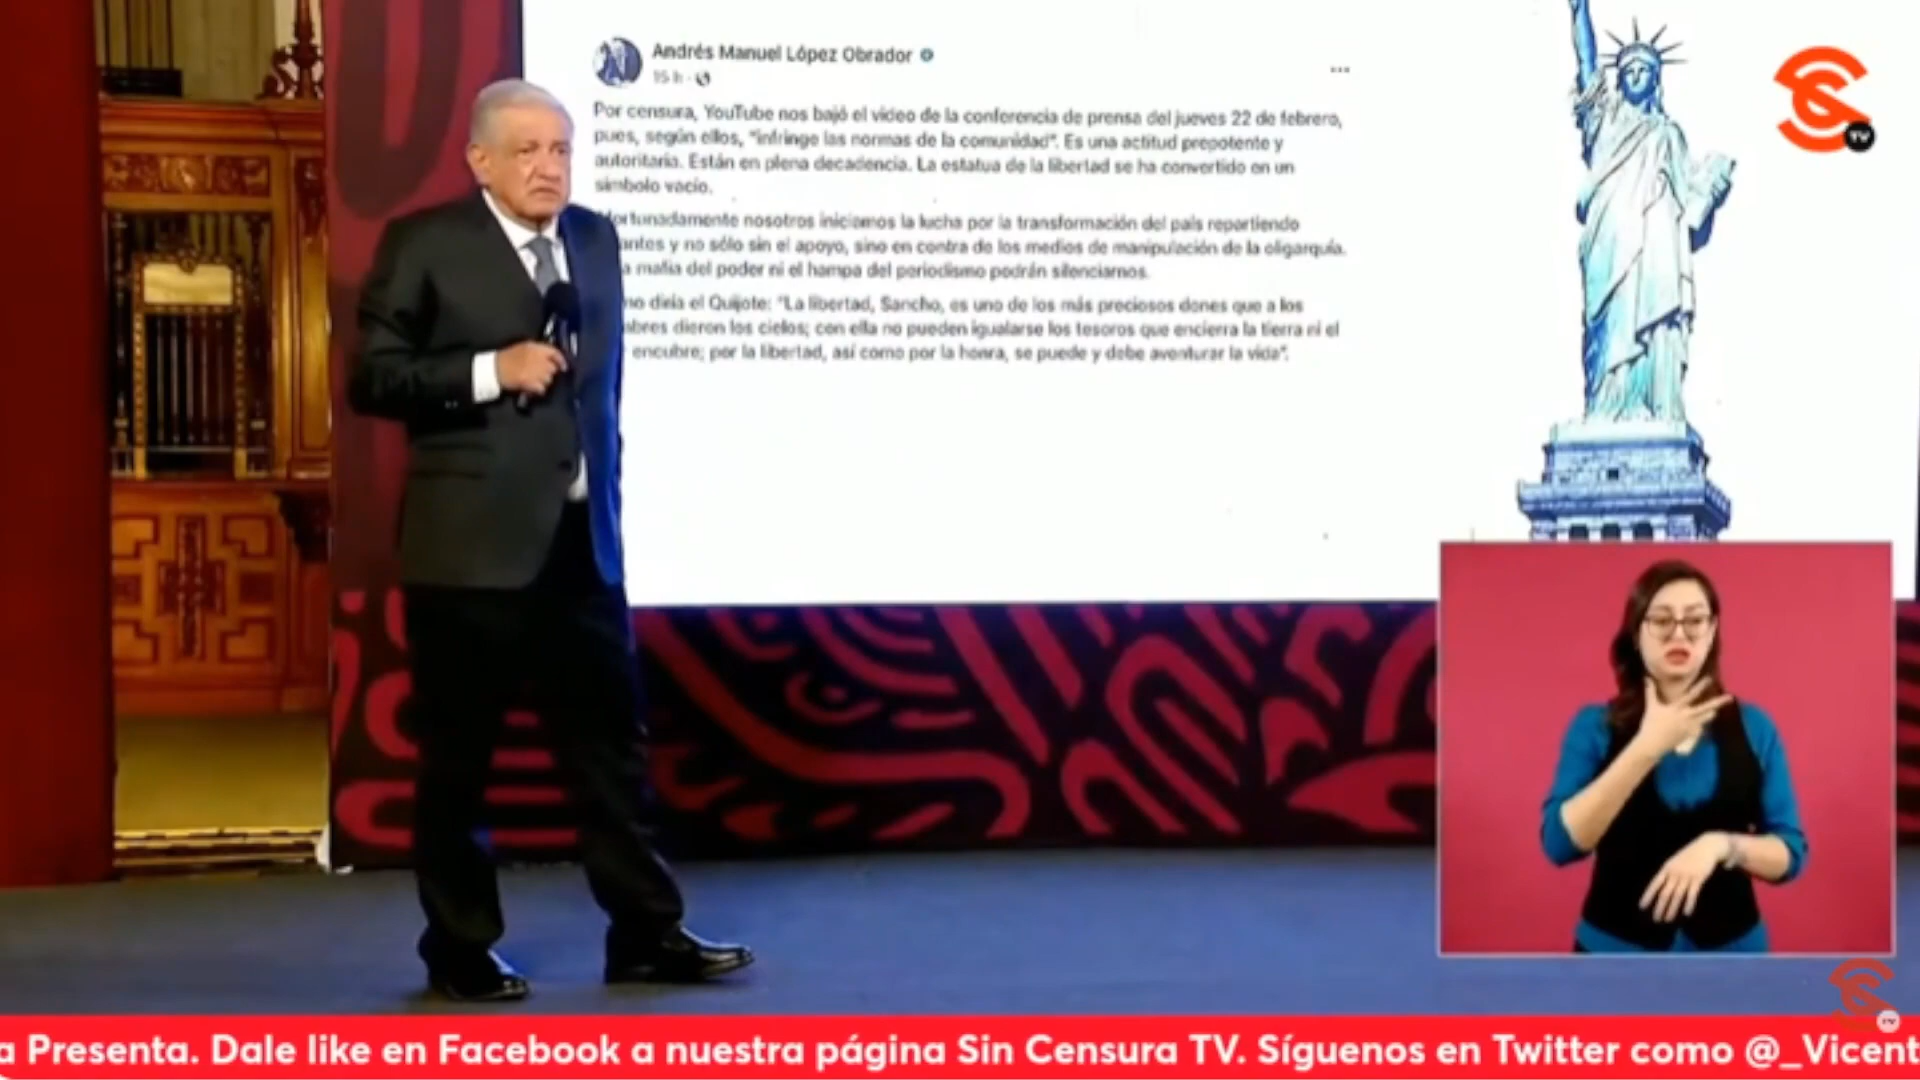 Andrés Manuel López Obrador
15 h
Por censura, YouTube nos bajó el video de la conferencia de prensa del jueves 22 de febrero,
pues, según ellos, "infringe las normas de la comunidad". Es una actitud prepotente y
autoritaria. Están en plena decadencia. La estatua de la libertad se ha convertido en un
símbolo vacío.
fortunadamente nosotros iniciamos la lucha por la transformación del país repartiendo
antes y no sólo sin el apoyo, sino en contra de los medios de manipulación de la oligarquía.
a mafia del poder ni el hampa del periodismo podrán silenciarnos.
mo diría el Quijote: "La libertad, Sancho, es uno de los más preciosos dones que a los
bres dieron los cielos; con ella no pueden igualarse los tesoros que encierra la tierra ni el
encubre; por la libertad, así como por la honra, se puede y debe aventurar la vida".
TV
TV
a Presenta. Dale like en Facebook a nuestra página Sin Censura TV. Síguenos en Twitter como @_Vicent